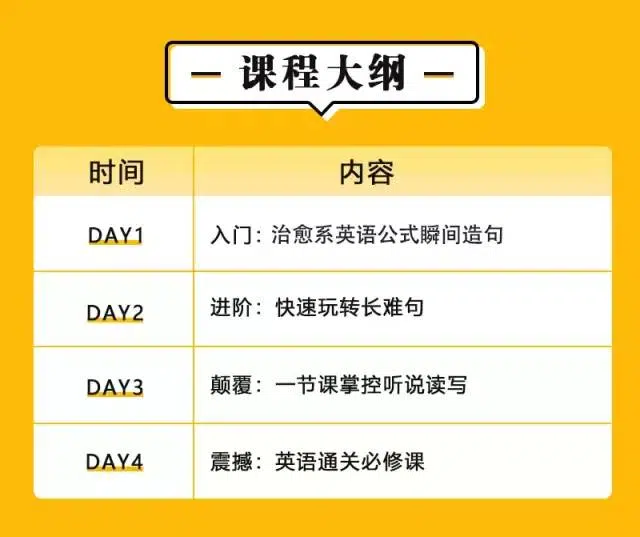 课程大纲
时间 内容
DAY1 入门：治愈系英语公式瞬间造句
DAY2 进阶：快速玩转长难句
DAY3 颠覆：一节课掌控听说读写
DAY4 震撼：英语通关必修课